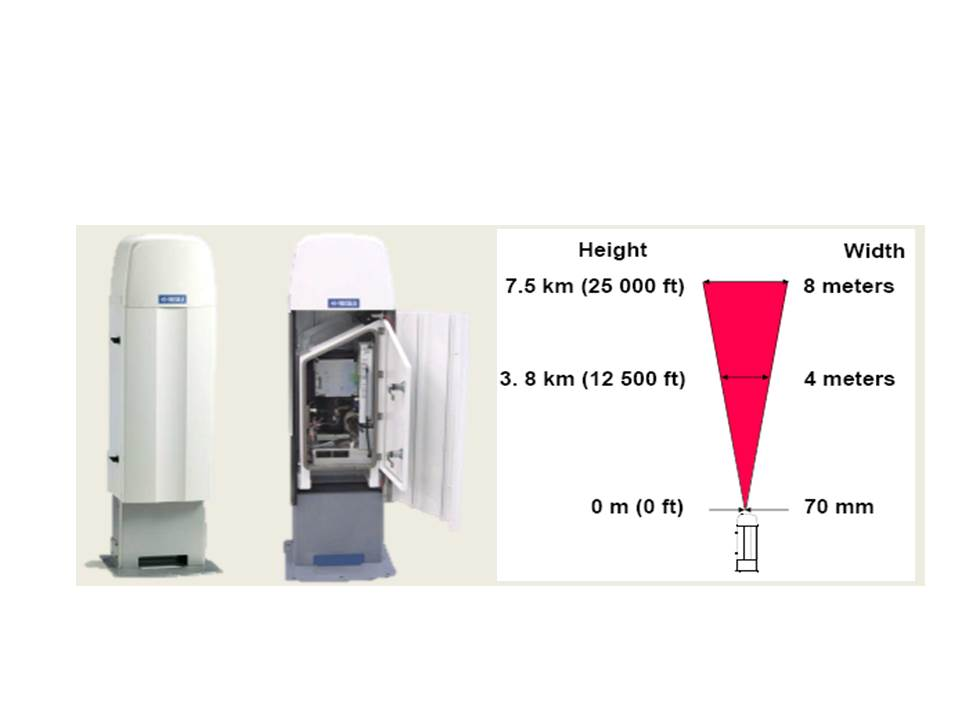 Height Width
7.5 km (25 000 ft) 8 meters
3. 8 km (12 500 ft) 4 meters
0 m (0 ft) 70 mm